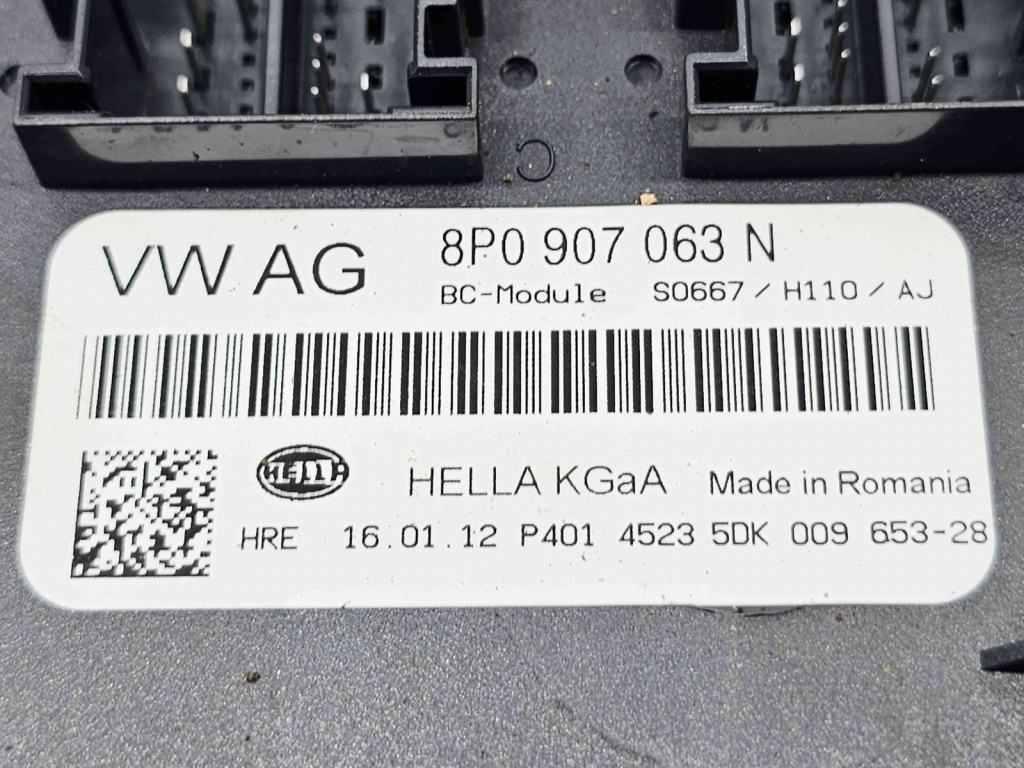 VW AG
8P0 907 063 N
BC-Module S0667 / H110 / AJ
HELLA
HELLA KGaA Made in Romania
HRE 16.01.12 P401 4523 5DK 009 653-28